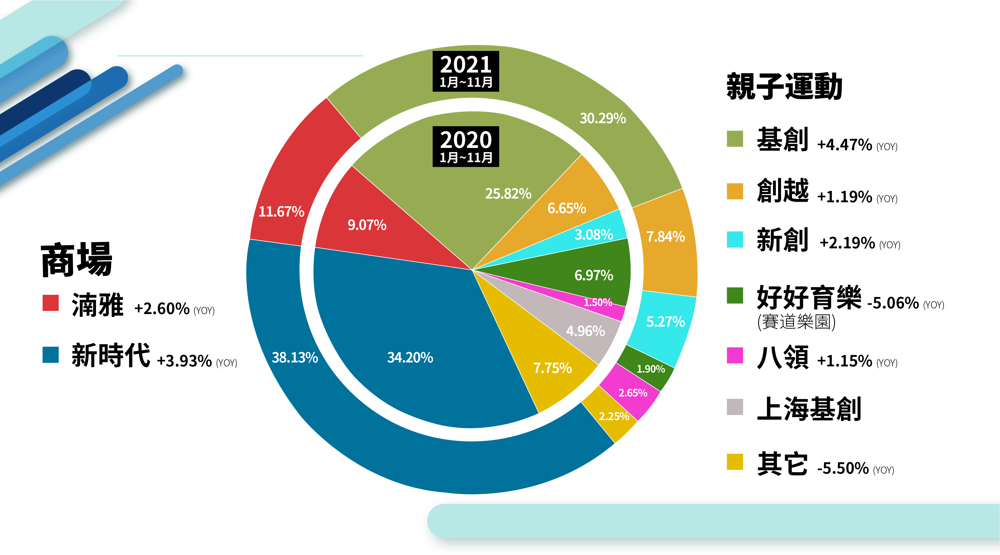 2021
1月~11月
2020
1月~11月
30.29%
7.84%
5.27%
1.90%
2.65%
2.25%
38.13%
11.67%
25.82%
6.65%
3.08%
6.97%
1.50%
4.96%
7.75%
34.20%
9.07%
商場
湳雅 +2.60% (YOY)
新時代 +3.93% (YOY)
親子運動
基創 +4.47% (YOY)
創越 +1.19% (YOY)
新創 +2.19% (YOY)
好好育樂 -5.06% (YOY)
(賽道樂園)
八領 +1.15% (YOY)
上海基創
其它 -5.50% (YOY)